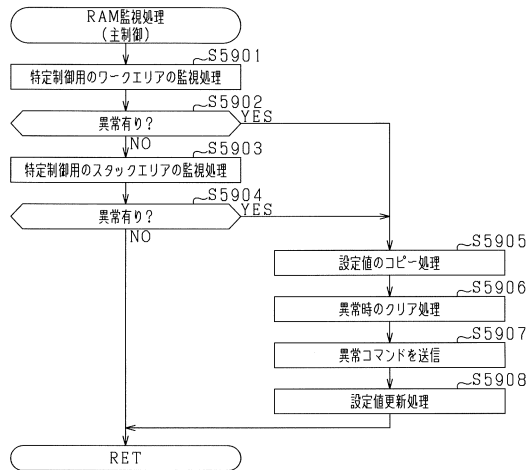 RAM監視処理
(主制御)
S5901
特定制御用のワークエリアの監視処理
S5902
異常有り?
YES
NO
S5903
特定制御用のスタックエリアの監視処理
S5904
異常有り?
YES
NO
S5905
設定値のコピー処理
S5906
異常時のクリア処理
S5907
異常コマンドを送信
S5908
設定値更新処理
RET